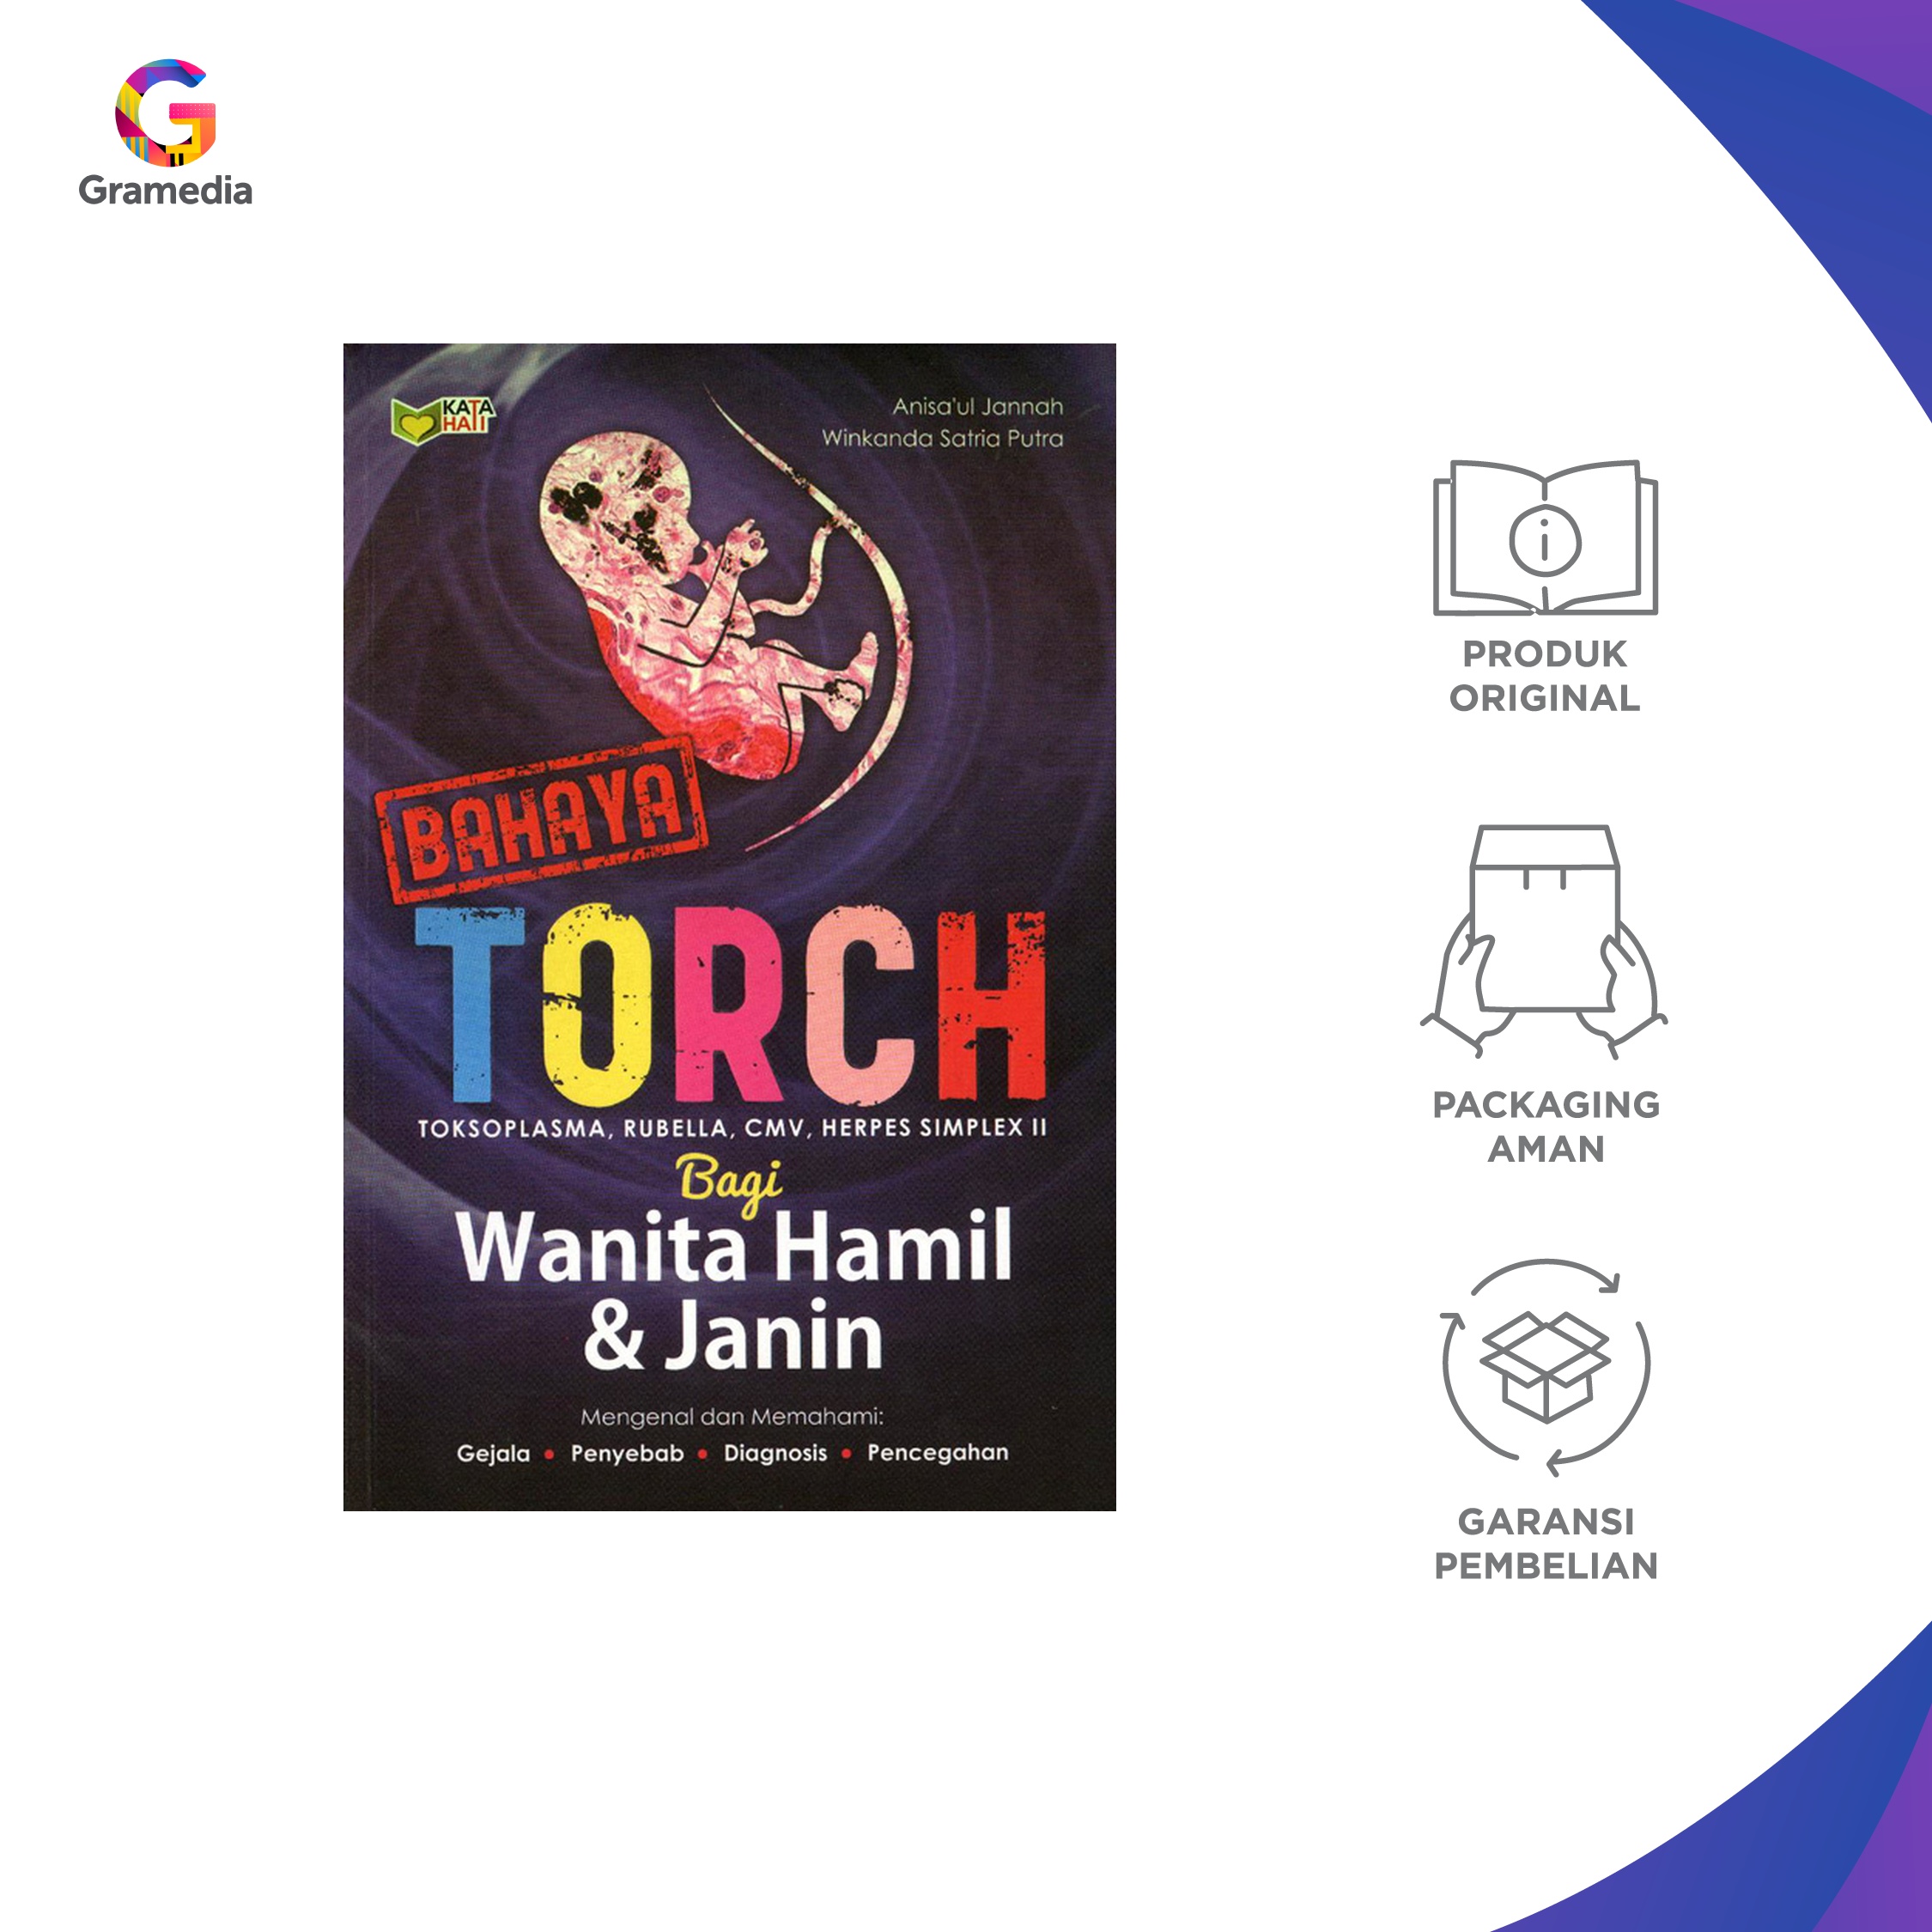 Gramedia
KATA
HATI
Anisa'ul Jannah
Winkanda Satria Putra
BAHAYA
TORCH
TOKSOPLASMA, RUBELLA, CMV, HERPES SIMPLEX II
Bagi
Wanita Hamil
& Janin
Mengenal dan Memahami:
Gejala • Penyebab • Diagnosis • Pencegahan
PRODUK
ORIGINAL
PACKAGING
AMAN
GARANSI
PEMBELIAN